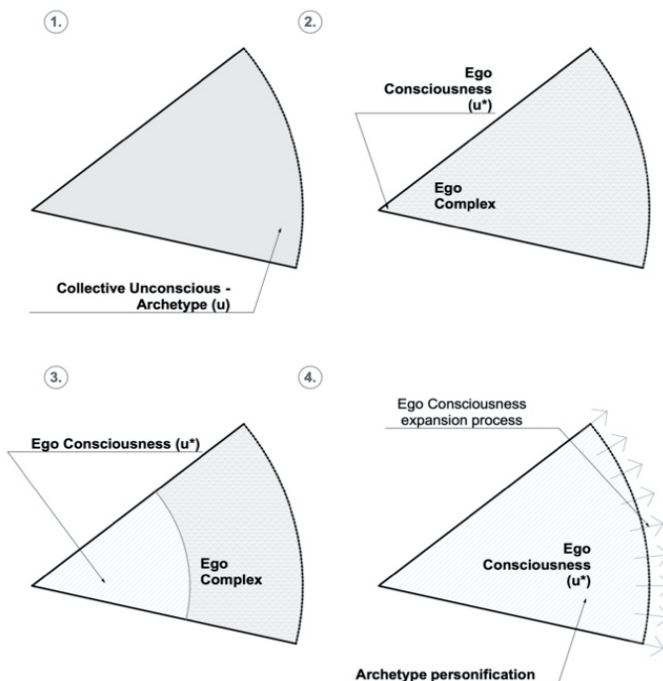 1.
2.
Ego
Consciousness
(u*)
Ego
Complex
Collective Unconscious -
Archetype (u)
3.
4.
Ego Consciousness (u*)
Ego
Complex
Ego Consciousness
expansion process
Ego
Consciousness
(u*)
Archetype personification